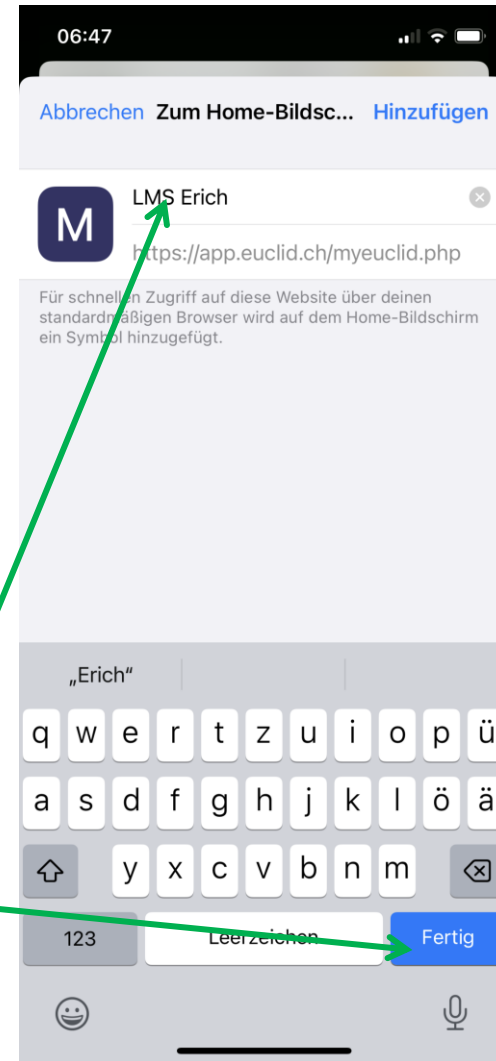 06:47
Abbrechen Zum Home-Bildsc... Hinzufügen
M
LMS Erich
https://app.euclid.ch/myeuclid.php
Für schnellen Zugriff auf diese Website über deinen
standardmäßigen Browser wird auf dem Home-Bildschirm
ein Symbol hinzugefügt.
„Erich“
q w e r t z u i o p ü
a s d f g h j k l ö ä
y x c v b n m
123 Leerzeichen Fertig